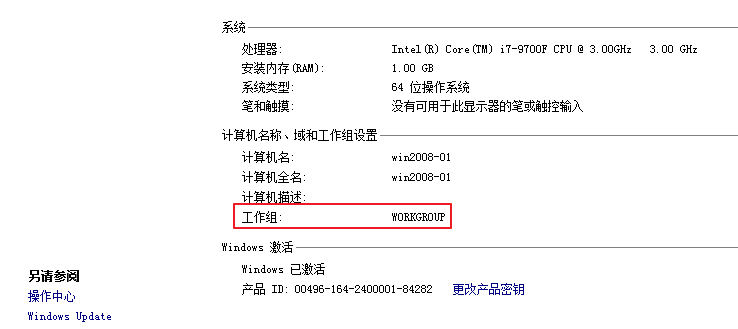 系统
处理器: Intel(R) Core(TM) i7-9700F CPU @ 3.00GHz 3.00 GHz
安装内存(RAM): 1.00 GB
系统类型: 64 位操作系统
笔和触摸: 没有可用于此显示器的笔或触控输入
计算机名称、域和工作组设置
计算机名: win2008-01
计算机全名: win2008-01
计算机描述:
工作组: WORKGROUP
Windows 激活
Windows 已激活
产品 ID: 00496-164-2400001-84282 更改产品密钥
另请参阅
操作中心
Windows Update